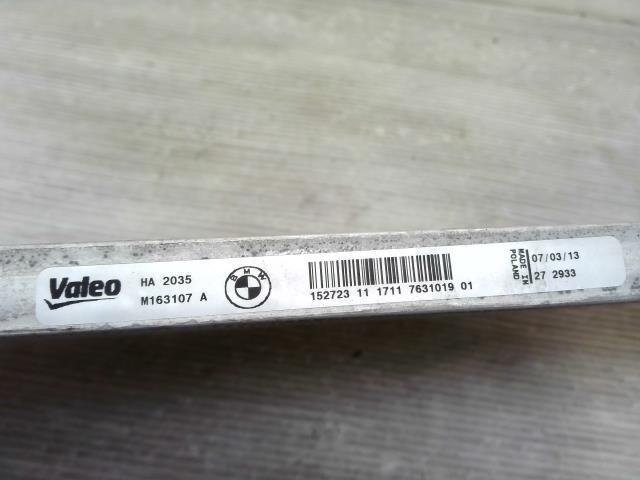 Valeo
HA 2035
M163107 A
BMW
152723 11 1711 7631019 01
MADE IN
POLAND
07/03/13
27 2933